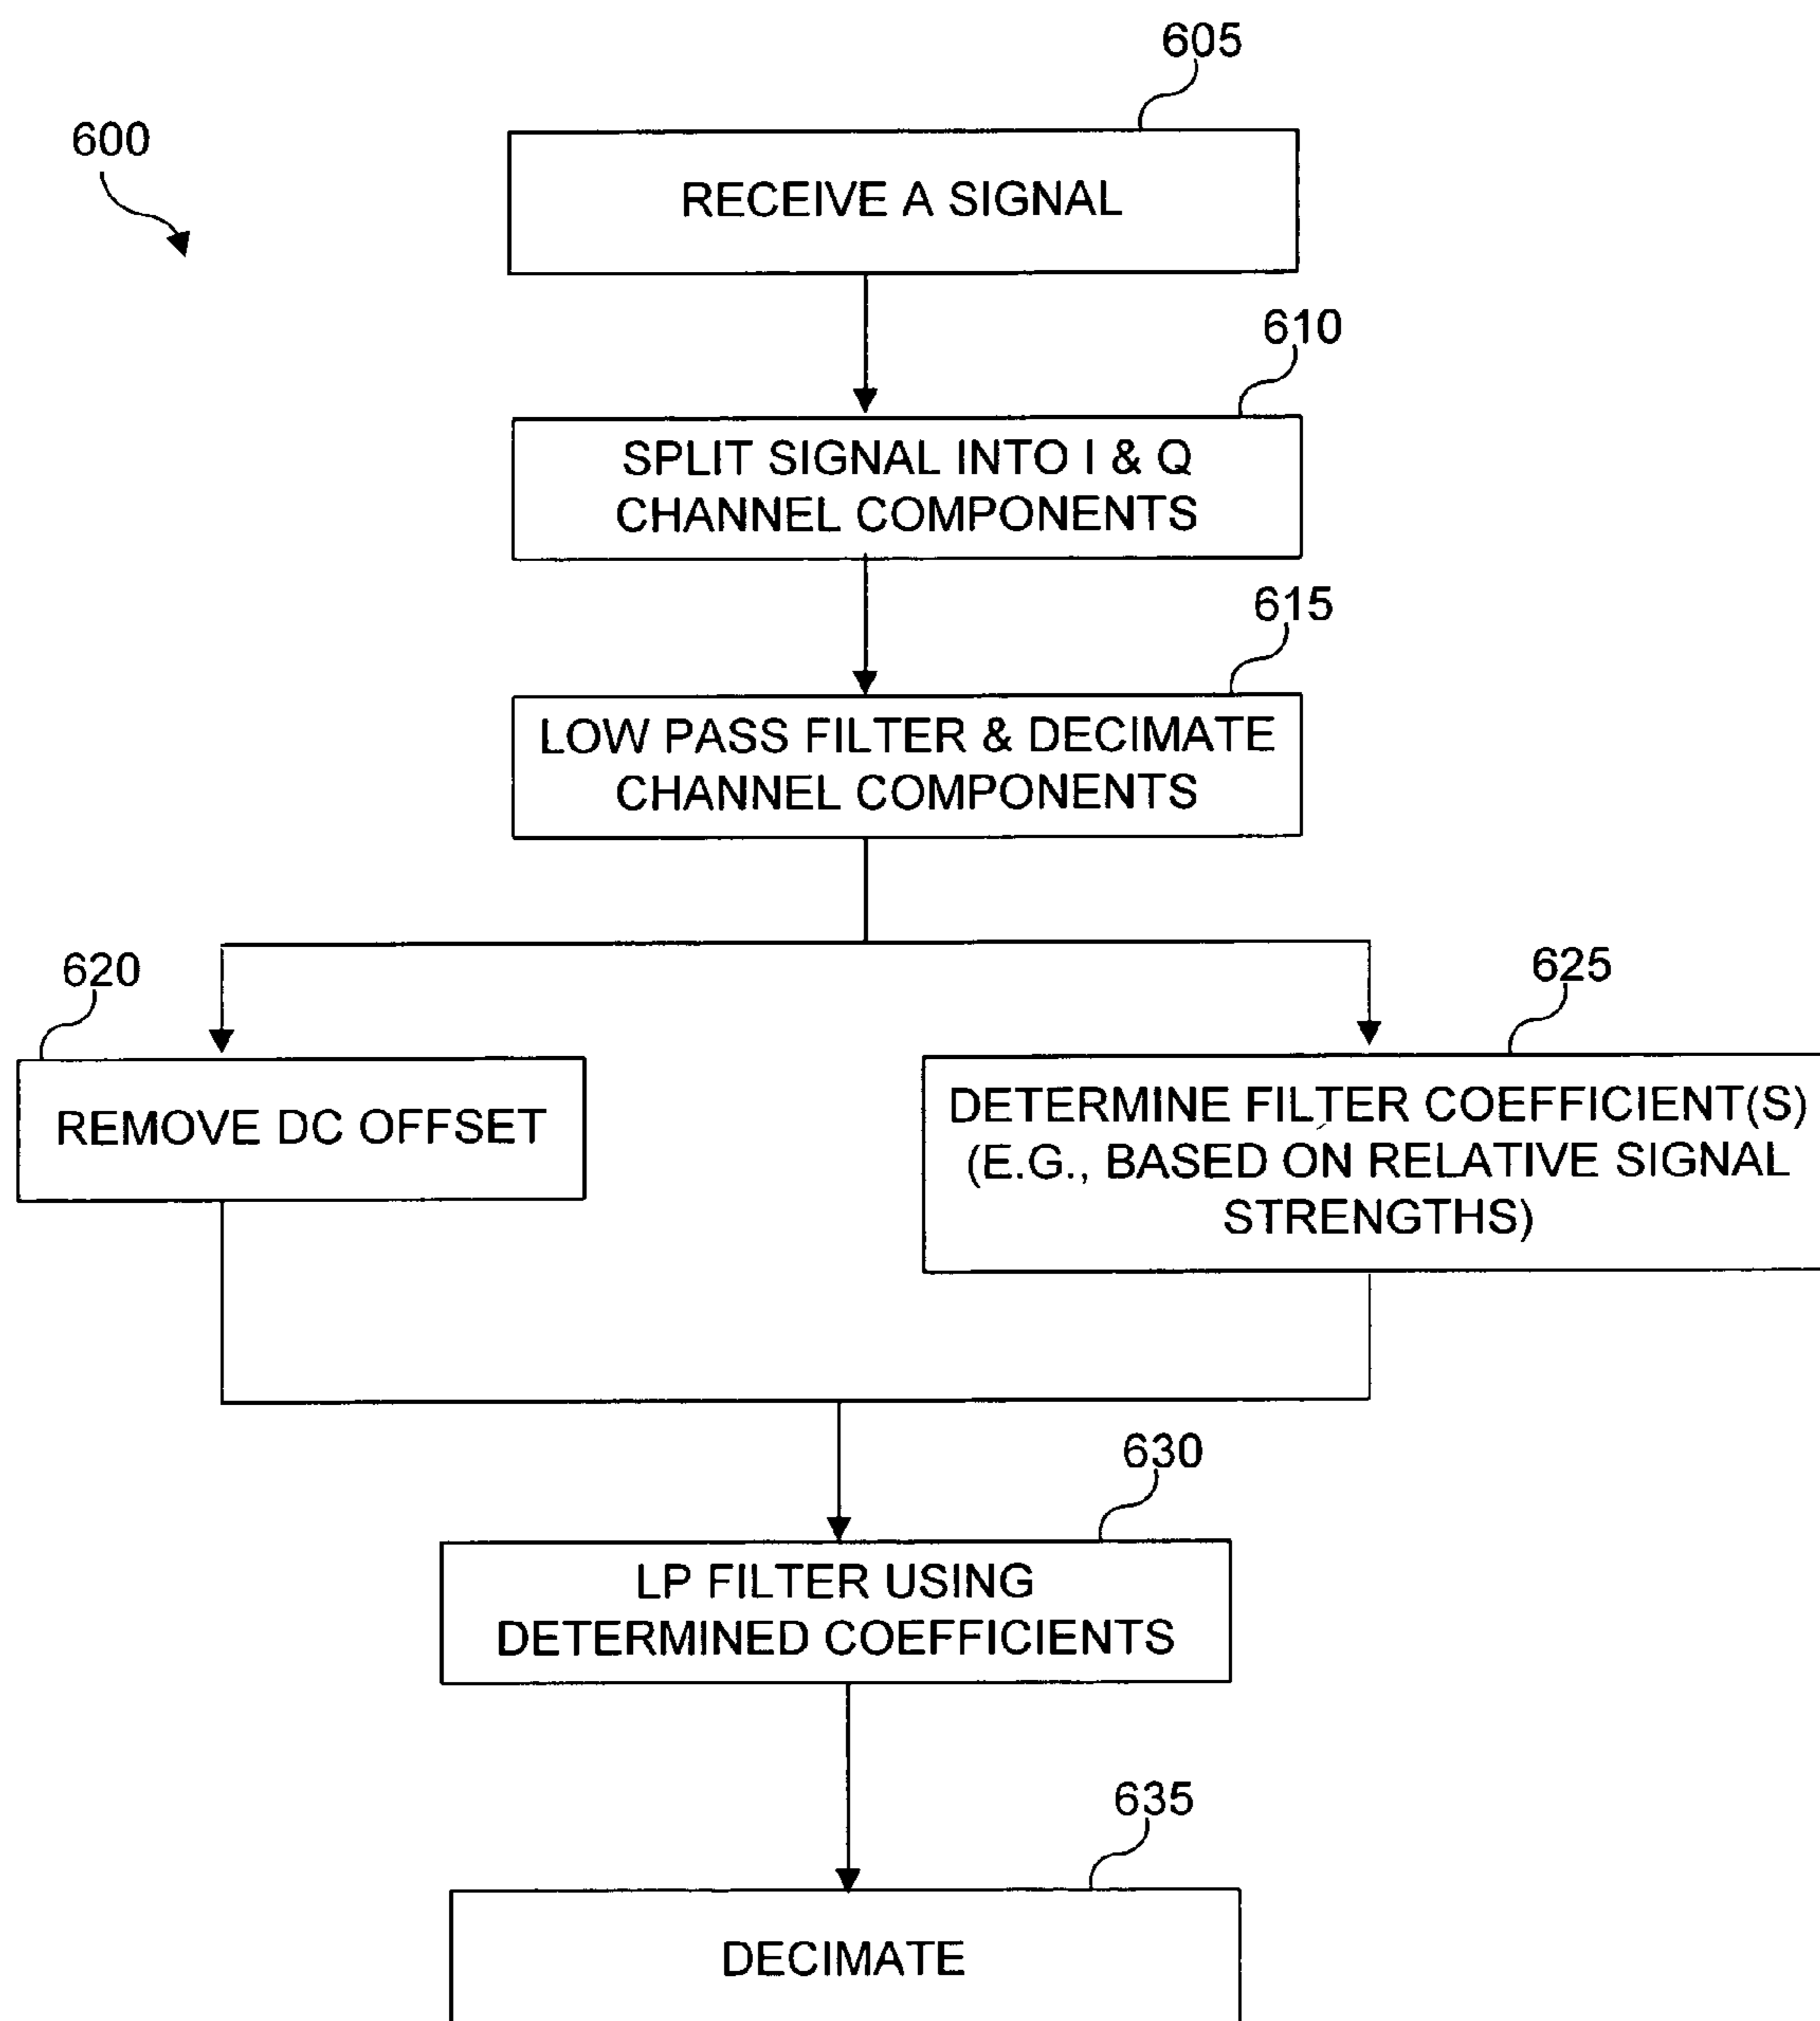 605
600
RECEIVE A SIGNAL
610
SPLIT SIGNAL INTO I & Q
CHANNEL COMPONENTS
615
LOW PASS FILTER & DECIMATE
CHANNEL COMPONENTS
620
625
REMOVE DC OFFSET
DETERMINE FILTER COEFFICIENT(S)
(E.G., BASED ON RELATIVE SIGNAL
STRENGTHS)
630
LP FILTER USING
DETERMINED COEFFICIENTS
635
DECIMATE